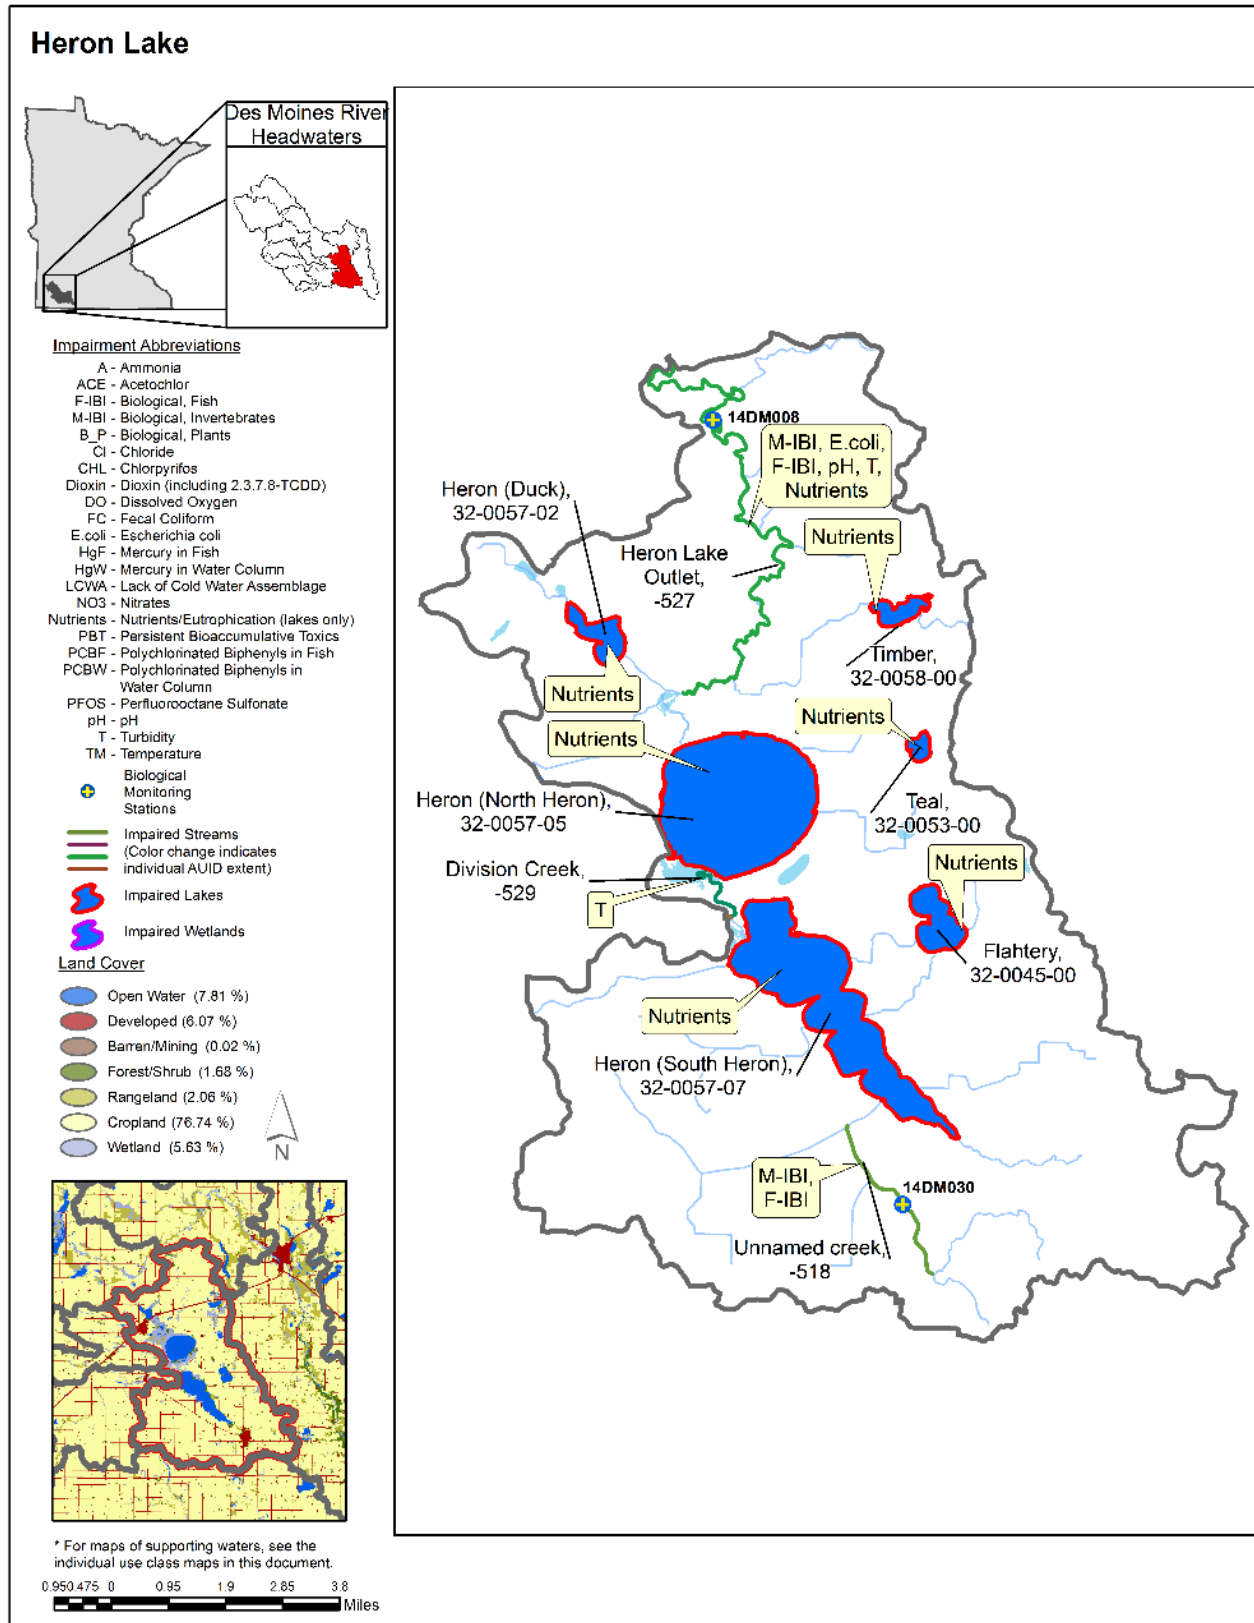 Heron Lake
Des Moines River
Headwaters
Impairment Abbreviations
A - Ammonia
ACE - Acetochlor
F-IBI - Biological, Fish
M-IBI - Biological, Invertebrates
B_P - Biological, Plants
Cl - Chloride
CHL - Chlorpyrifos
Dioxin - Dioxin (including 2.3.7.8-TCDD)
DO - Dissolved Oxygen
FC - Fecal Coliform
E.coli - Escherichia coli
HgF - Mercury in Fish
HgW - Mercury in Water Column
LCWA - Lack of Cold Water Assemblage
NO3 - Nitrates
Nutrients - Nutrients/Eutrophication (lakes only)
PBT - Persistent Bioaccumulative Toxics
PCBF - Polychlorinated Biphenyls in Fish
PCBW - Polychlorinated Biphenyls in
Water Column
PFOS - Perfluorooctane Sulfonate
pH - pH
T - Turbidity
TM - Temperature
Biological
Monitoring
Stations
Impaired Streams
(Color change indicates
individual AUID extent)
Impaired Lakes
Impaired Wetlands
Land Cover
Open Water (7.81 %)
Developed (6.07 %)
Barren/Mining (0.02 %)
Forest/Shrub (1.68 %)
Rangeland (2.06 %)
Cropland (76.74 %)
Wetland (5.63 %)
N
* For maps of supporting waters, see the
individual use class maps in this document.
0.950.475 0 0.95 1.9 2.85 3.8
Miles
14DM008
M-IBI, E.coli,
F-IBI, pH, T,
Nutrients
Heron (Duck),
32-0057-02
Nutrients
Heron Lake
Outlet,
-527
Timber,
32-0058-00
Nutrients
Nutrients
Nutrients
Teal,
32-0053-00
Heron (North Heron),
32-0057-05
Nutrients
Division Creek,
-529
T
Flahtery,
32-0045-00
Nutrients
Heron (South Heron),
32-0057-07
M-IBI,
F-IBI
14DM030
Unnamed creek,
-518